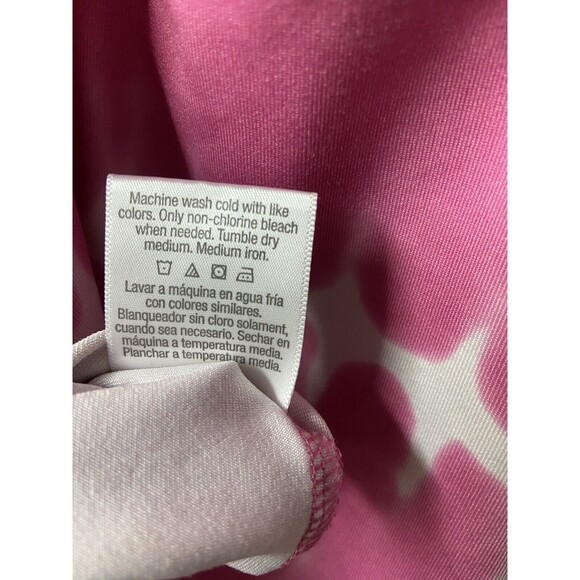 Machine wash cold with like
colors. Only non-chlorine bleach
when needed. Tumble dry
medium. Medium iron.
Lavar a máquina en agua fría
con colores similares.
Blanqueador sin cloro solament,
cuando sea necesario. Sechar en
máquina a temperatura media.
Planchar a temperatura media.